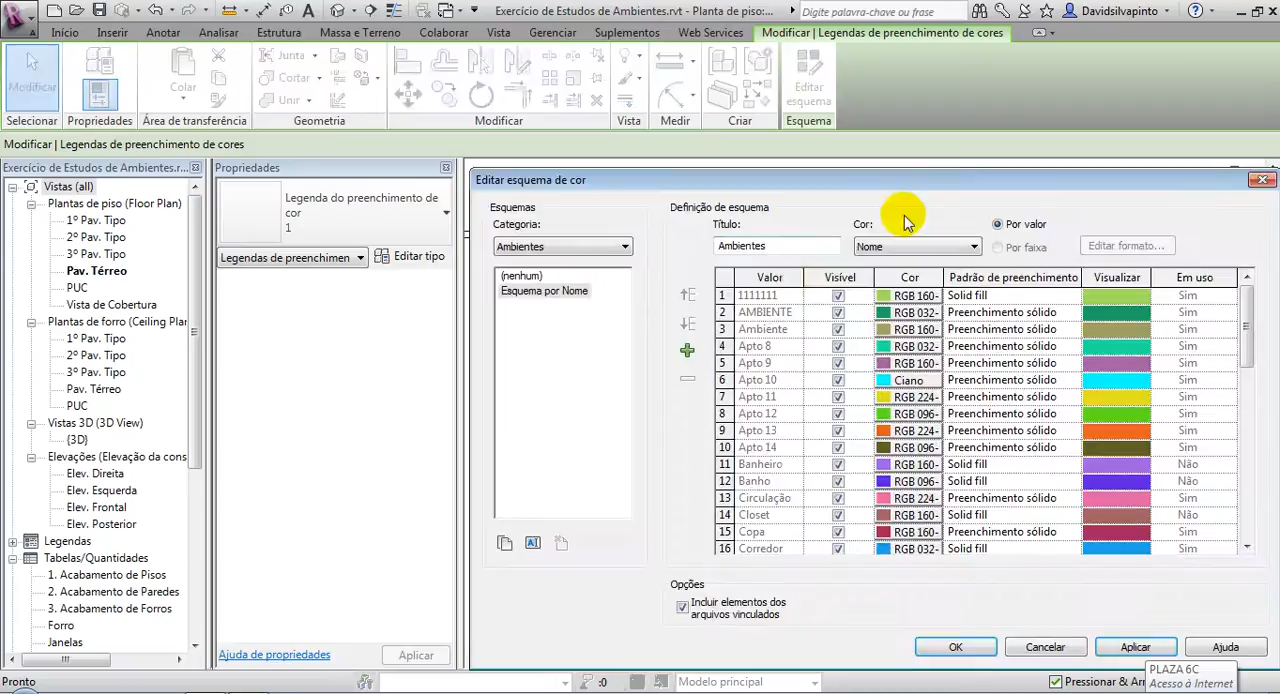 Exercício de Estudos de Ambientes.rvt - Planta de piso:...
Digite palavra-chave ou frase
Davidsilvapinto
Início Inserir Anotar Analisar Estrutura Massa e Terreno Colaborar Vista Gerenciar Suplementos Web Services Modificar | Legendas de preenchimento de cores
Modificar
Colar
Junta
Cortar
Unir
Editar
esquema
Selecionar Propriedades Área de transferência Geometria Modificar Vista Medir Criar Esquema
Modificar | Legendas de preenchimento de cores
Exercício de Estudos de Ambientes.r...
Vistas (all)
Plantas de piso (Floor Plan)
1º Pav. Tipo
2º Pav. Tipo
3º Pav. Tipo
Pav. Térreo
PUC
Vista de Cobertura
Plantas de forro (Ceiling Plan
1º Pav. Tipo
2º Pav. Tipo
3º Pav. Tipo
Pav. Térreo
PUC
Vistas 3D (3D View)
{3D}
Elevações (Elevação da cons
Elev. Direita
Elev. Esquerda
Elev. Frontal
Elev. Posterior
Legendas
Tabelas/Quantidades
1. Acabamento de Pisos
2. Acabamento de Paredes
3. Acabamento de Forros
Forro
Janelas
Propriedades
Legenda do preenchimento de
cor
1
Legendas de preenchimen
Editar tipo
Ajuda de propriedades
Aplicar
Editar esquema de cor
Esquemas
Categoria:
Ambientes
(nenhum)
Esquema por Nome
Definição de esquema
Título: Cor:
Ambientes Nome
Por valor
Por faixa
Editar formato...
Valor Visível Cor Padrão de preenchimento Visualizar Em uso
1 1111111 RGB 160- Solid fill Sim
2 AMBIENTE RGB 032- Preenchimento sólido Sim
3 Ambiente RGB 160- Preenchimento sólido Sim
4 Apto 8 RGB 032- Preenchimento sólido Sim
5 Apto 9 RGB 160- Preenchimento sólido Sim
6 Apto 10 Ciano Preenchimento sólido Sim
7 Apto 11 RGB 224- Preenchimento sólido Sim
8 Apto 12 RGB 096- Preenchimento sólido Sim
9 Apto 13 RGB 224- Preenchimento sólido Sim
10 Apto 14 RGB 096- Preenchimento sólido Sim
11 Banheiro RGB 160- Solid fill Não
12 Banho RGB 096- Solid fill Não
13 Circulação RGB 224- Preenchimento sólido Sim
14 Closet RGB 160- Solid fill Não
15 Copa RGB 160- Preenchimento sólido Sim
16 Corredor RGB 032- Solid fill Sim
Opções
Incluir elementos dos
arquivos vinculados
OK Cancelar Aplicar Ajuda
PLAZA 6C
Acesso à Internet
Pronto
:0
Modelo principal
Pressionar & Arr